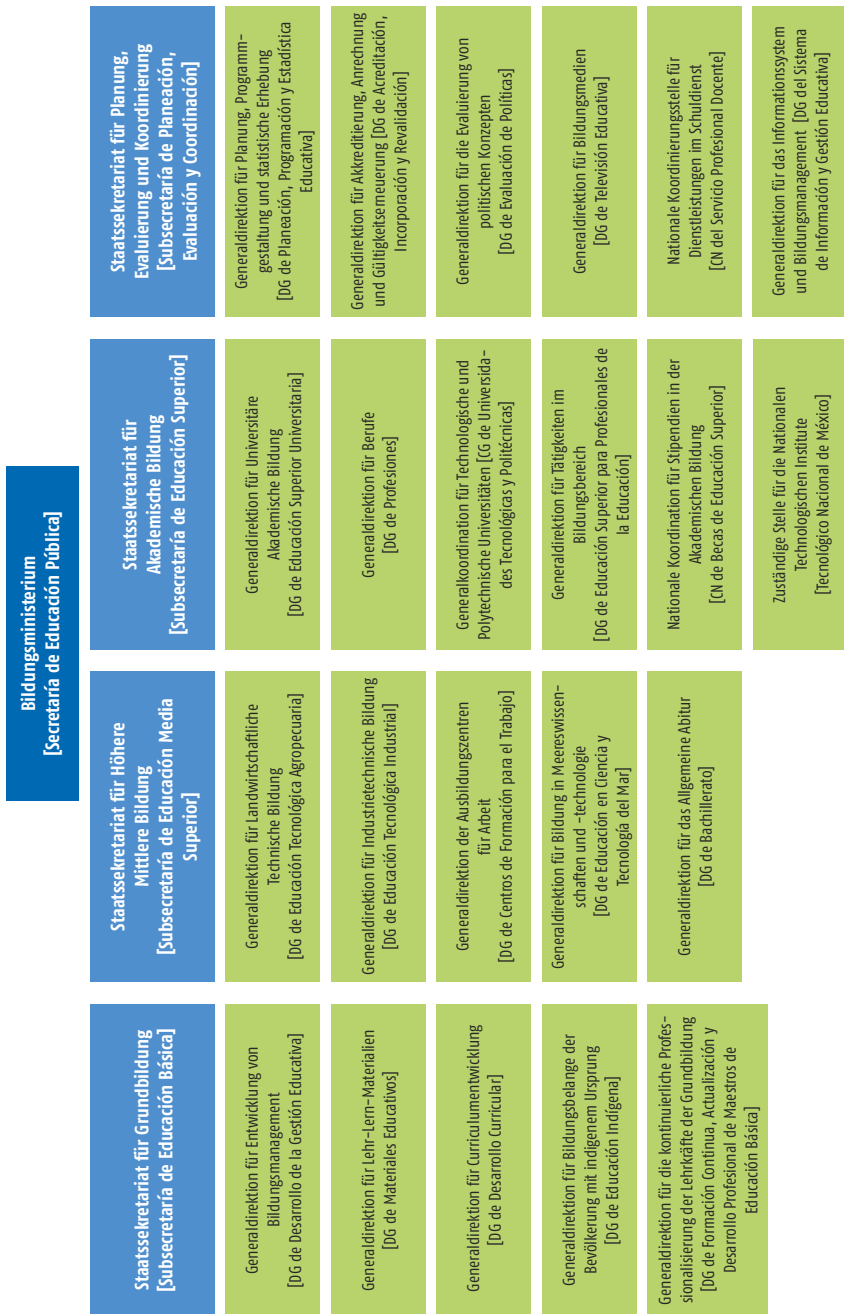 Bildungsministerium
[Secretaría de Educación Pública]
Staatssekretariat für Grundbildung
[Subsecretaría de Educación Básica]
Generaldirektion für Entwicklung von
Bildungsmanagement
[DG de Desarrollo de la Gestión Educativa]
Generaldirektion für Lehr-Lern-Materialien
[DG de Materiales Educativos]
Generaldirektion für Curriculumentwicklung
[DG de Desarrollo Curricular]
Generaldirektion für Bildungsbelange der
Bevölkerung mit indigenem Ursprung
[DG de Educación Indígena]
Generaldirektion für die kontinuierliche Profes-
sionalisierung der Lehrkräfte der Grundbildung
[DG de Formación Continua, Actualización y
Desarrollo Profesional de Maestros de
Educación Básica]
Staatssekretariat für Höhere
Mittlere Bildung
[Subsecretaría de Educación Media
Superior]
Generaldirektion für Landwirtschaftliche
Technische Bildung
[DG de Educación Tecnológica Agropecuaria]
Generaldirektion für Industrietechnische Bildung
[DG de Educación Tecnológica Industrial]
Generaldirektion der Ausbildungszentren
für Arbeit
[DG de Centros de Formación para el Trabajo]
Generaldirektion für Bildung in Meereswissen-
schaften und -technologie
[DG de Educación en Ciencia y
Tecnología del Mar]
Generaldirektion für das Allgemeine Abitur
[DG de Bachillerato]
Staatssekretariat für
Akademische Bildung
[Subsecretaría de Educación Superior]
Generaldirektion für Universitäre
Akademische Bildung
[DG de Educación Superior Universitaria]
Generaldirektion für Berufe
[DG de Profesiones]
Generalkoordination für Technologische und
Polytechnische Universitäten [CG de Universida-
des Tecnológicas y Politécnicas]
Generaldirektion für Tätigkeiten im
Bildungsbereich
[DG de Educación Superior para Profesionales de
la Educación]
Nationale Koordination für Stipendien in der
Akademischen Bildung
[CN de Becas de Educación Superior]
Zuständige Stelle für die Nationalen
Technologischen Institute
[Tecnológico Nacional de México]
Staatssekretariat für Planung,
Evaluierung und Koordinierung
[Subsecretaría de Planeación,
Evaluación y Coordinación]
Generaldirektion für Planung, Programm-
gestaltung und statistische Erhebung
[DG de Planeación, Programación y Estadística
Educativa]
Generaldirektion für Akkreditierung, Anrechnung
und Gültigkeitserneuerung [DG de Acreditación,
Incorporación y Revalidación]
Generaldirektion für die Evaluierung von
politischen Konzepten
[DG de Evaluación de Políticas]
Generaldirektion für Bildungsmedien
[DG de Televisión Educativa]
Nationale Koordinierungsstelle für
Dienstleistungen im Schuldienst
[CN del Servicio Profesional Docente]
Generaldirektion für das Informationssystem
und Bildungsmanagement [DG del Sistema
de Información y Gestión Educativa]